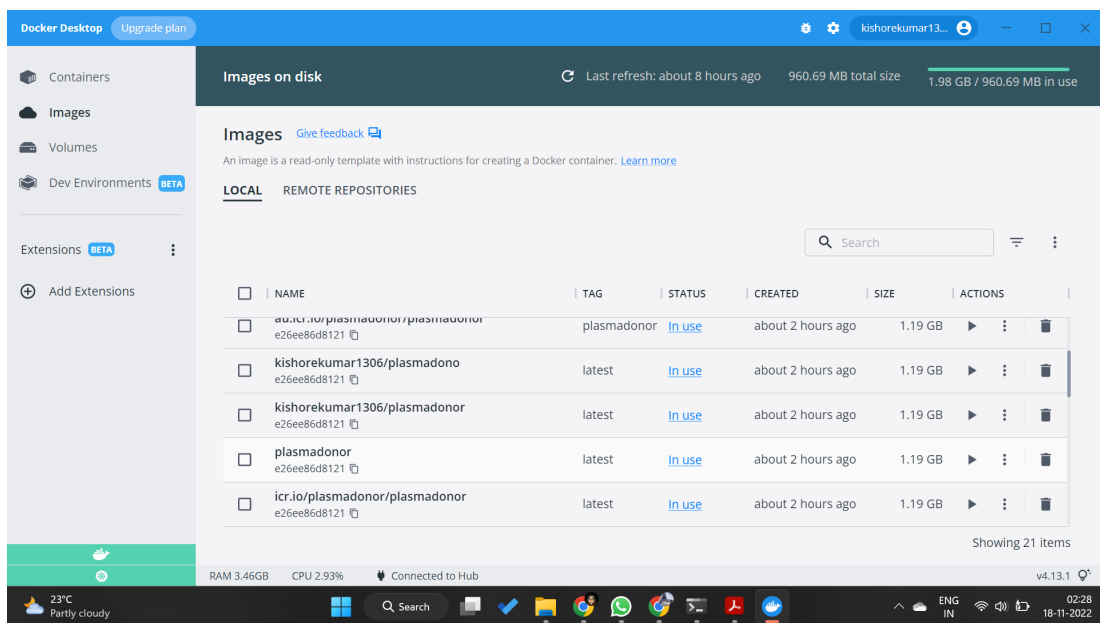 Docker Desktop Upgrade plan kishorekumar13...
Containers
Images
Volumes
Dev Environments BETA
Extensions BETA
Add Extensions
Images on disk Last refresh: about 8 hours ago 960.69 MB total size 1.98 GB / 960.69 MB in use
Images Give feedback
An image is a read-only template with instructions for creating a Docker container. Learn more
LOCAL REMOTE REPOSITORIES
Search
NAME TAG STATUS CREATED SIZE ACTIONS
au.icr.io/plasmadonor/plasmadonor plasmadonor In use about 2 hours ago 1.19 GB
e26ee86d8121
kishorekumar1306/plasmadono latest In use about 2 hours ago 1.19 GB
e26ee86d8121
kishorekumar1306/plasmadonor latest In use about 2 hours ago 1.19 GB
e26ee86d8121
plasmadonor latest In use about 2 hours ago 1.19 GB
e26ee86d8121
icr.io/plasmadonor/plasmadonor latest In use about 2 hours ago 1.19 GB
e26ee86d8121
Showing 21 items
RAM 3.46GB CPU 2.93% Connected to Hub v4.13.1
23°C
Partly cloudy
Search
ENG
IN
02:28
18-11-2022